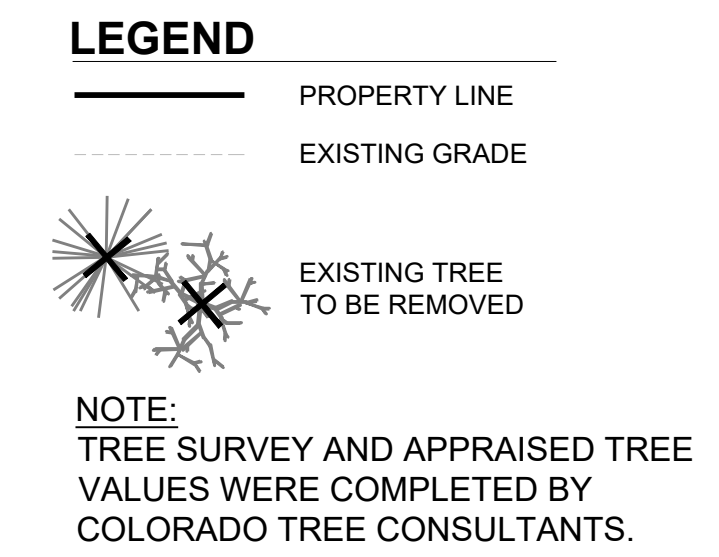 LEGEND
PROPERTY LINE
EXISTING GRADE
EXISTING TREE
TO BE REMOVED
NOTE:
TREE SURVEY AND APPRAISED TREE
VALUES WERE COMPLETED BY
COLORADO TREE CONSULTANTS.